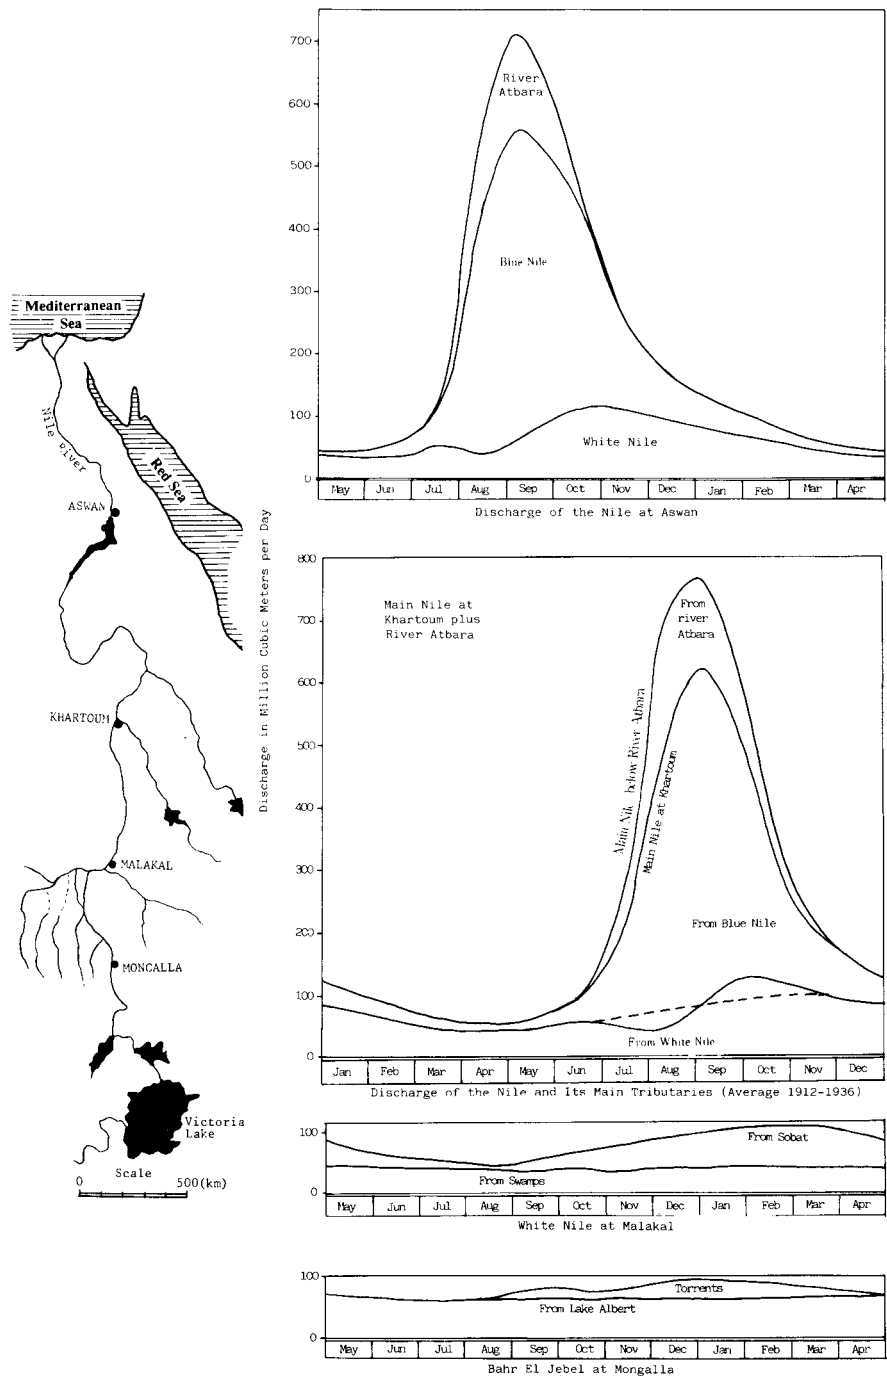 Mediterranean
Sea
Nile River
Red Sea
ASWAN
KHARTOUM
MALAKAL
MONCALLA
Victoria
Lake
Scale
0 500(km)
Discharge in Million Cubic Meters per Day
700
600
500
400
300
200
100
0
River
Atbara
Blue Nile
White Nile
May Jun Jul Aug Sep Oct Nov Dec Jan Feb Mar Apr
Discharge of the Nile at Aswan
800
700
600
500
400
300
200
100
0
Main Nile at
Khartoum plus
River Atbara
From
river
Atbara
Main Nile below River Atbara
Main Nile at Khartoum
From Blue Nile
From White Nile
Jan Feb Mar Apr May Jun Jul Aug Sep Oct Nov Dec
Discharge of the Nile and Its Main Tributaries (Average 1912-1936)
100
0
From Sobat
From Swamps
May Jun Jul Aug Sep Oct Nov Dec Jan Feb Mar Apr
White Nile at Malakal
100
0
Torrents
From Lake Albert
May Jun Jul Aug Sep Oct Nov Dec Jan Feb Mar Apr
Bahr El Jebel at Mongalla